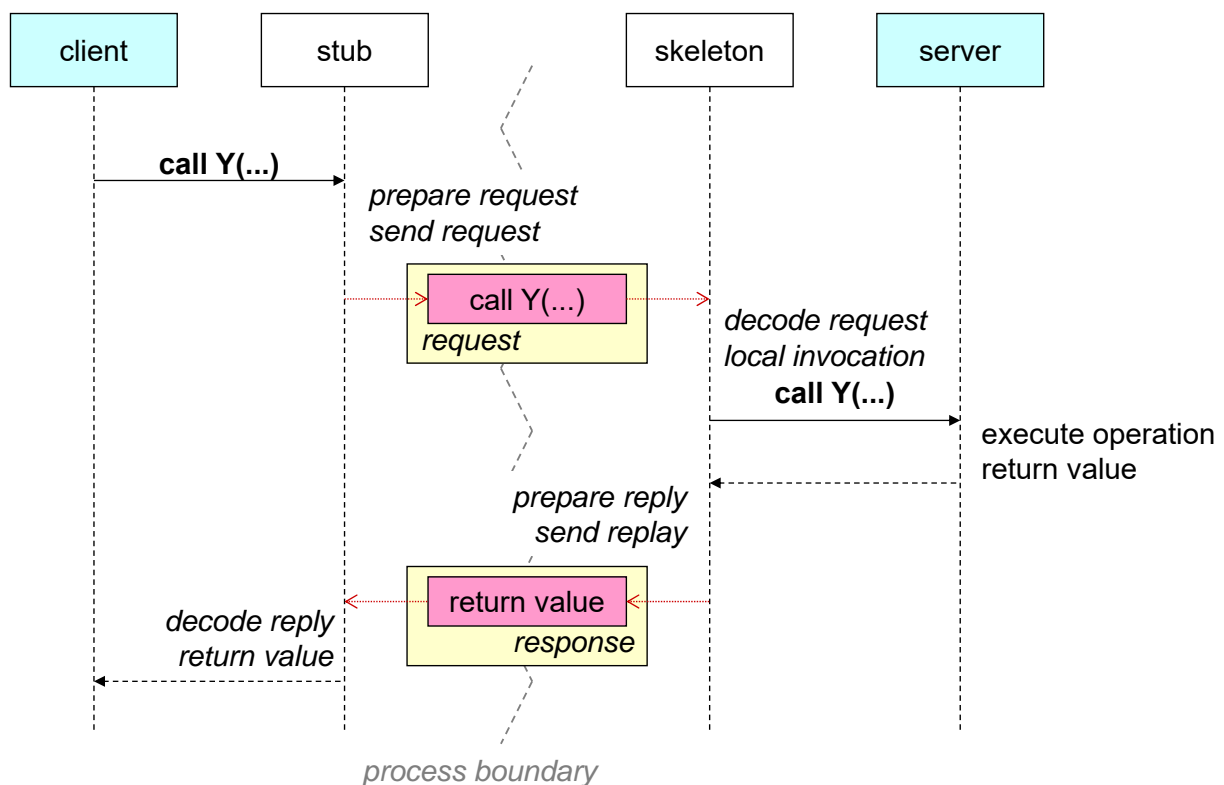 client
stub
skeleton
server
call Y(...)
prepare request
send request
call Y(...)
request
decode request
local invocation
call Y(...)
execute operation
return value
prepare reply
send replay
return value
response
decode reply
return value
process boundary